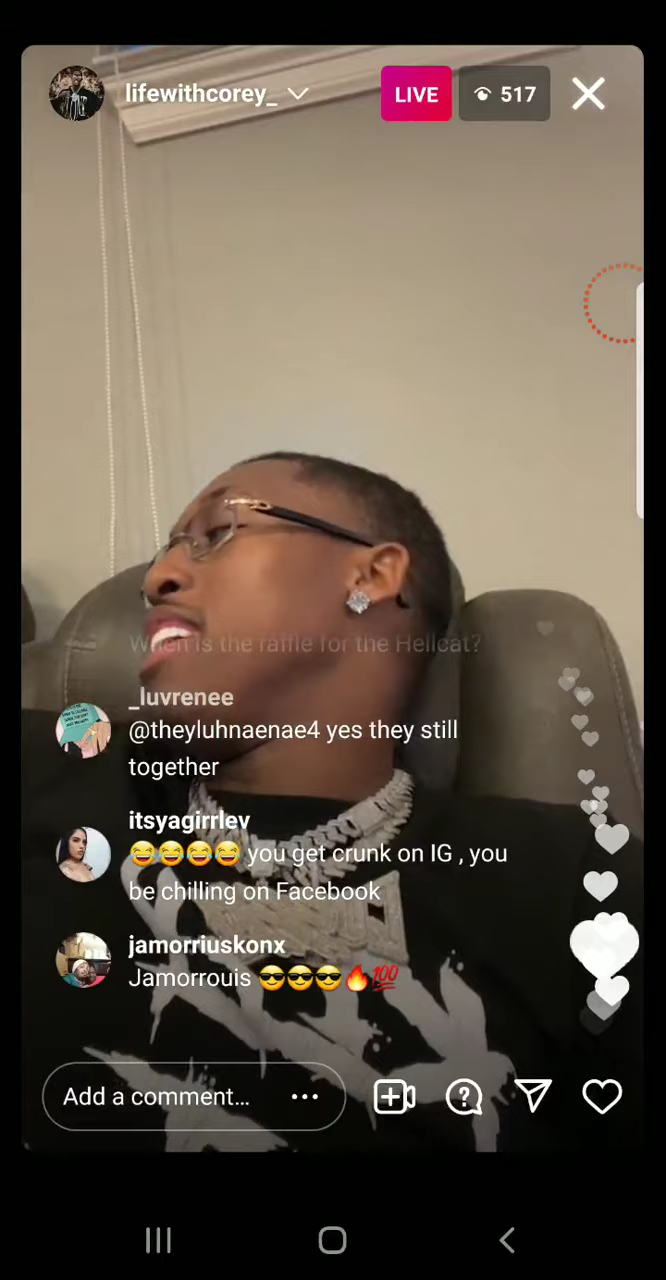 lifewithcorey_
LIVE
517
When is the raffle for the Hellcat?
_luvrenee
@theyluhnaenae4 yes they still
together
itsyagirrlev
😂😂😂😂 you get crunk on IG , you
be chilling on Facebook
jamorriuskonx
Jamorrouis 😎😎😎🔥💯
Add a comment...